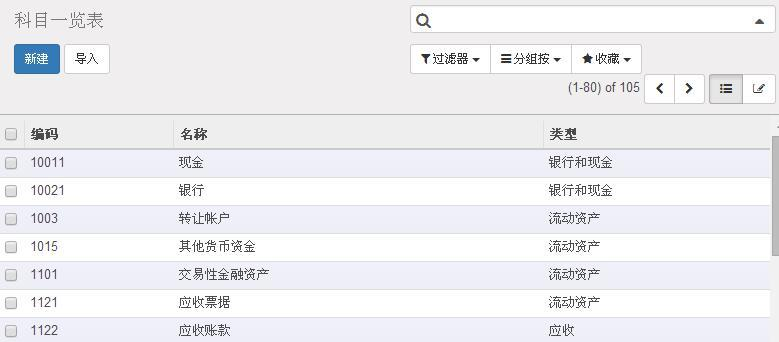 科目一览表
新建 导入
过滤器 分组按 收藏
(1-80) of 105
编码 名称 类型
10011 现金 银行和现金
10021 银行 银行和现金
1003 转让帐户 流动资产
1015 其他货币资金 流动资产
1101 交易性金融资产 流动资产
1121 应收票据 流动资产
1122 应收账款 应收